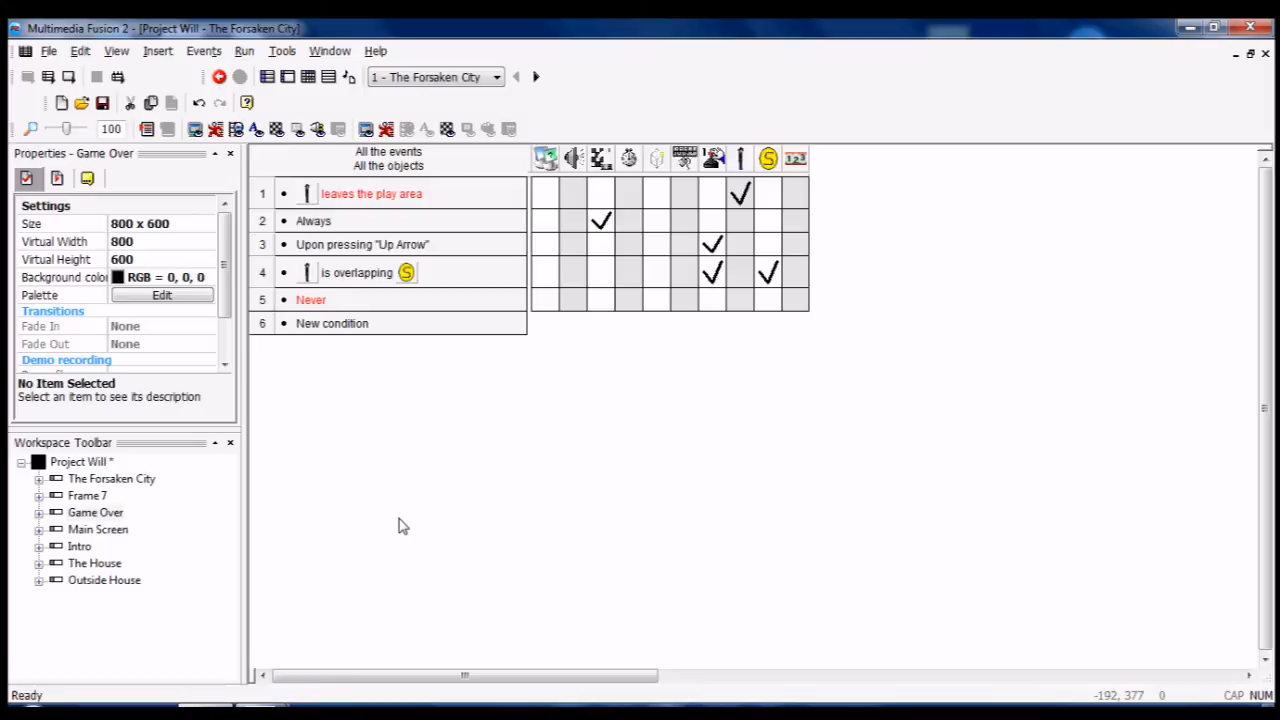 Multimedia Fusion 2 - [Project Will - The Forsaken City]
File Edit View Insert Events Run Tools Window Help
1 - The Forsaken City
100
Properties - Game Over
Settings
Size 800 x 600
Virtual Width 800
Virtual Height 600
Background colo RGB = 0, 0, 0
Palette Edit
Transitions
Fade In None
Fade Out None
Demo recording
No Item Selected
Select an item to see its description
Workspace Toolbar
Project Will *
The Forsaken City
Frame 7
Game Over
Main Screen
Intro
The House
Outside House
All the events
All the objects
1 • leaves the play area
2 • Always
3 • Upon pressing "Up Arrow"
4 • is overlapping S
5 • Never
6 • New condition
Ready
-192, 377 0 CAP NUM